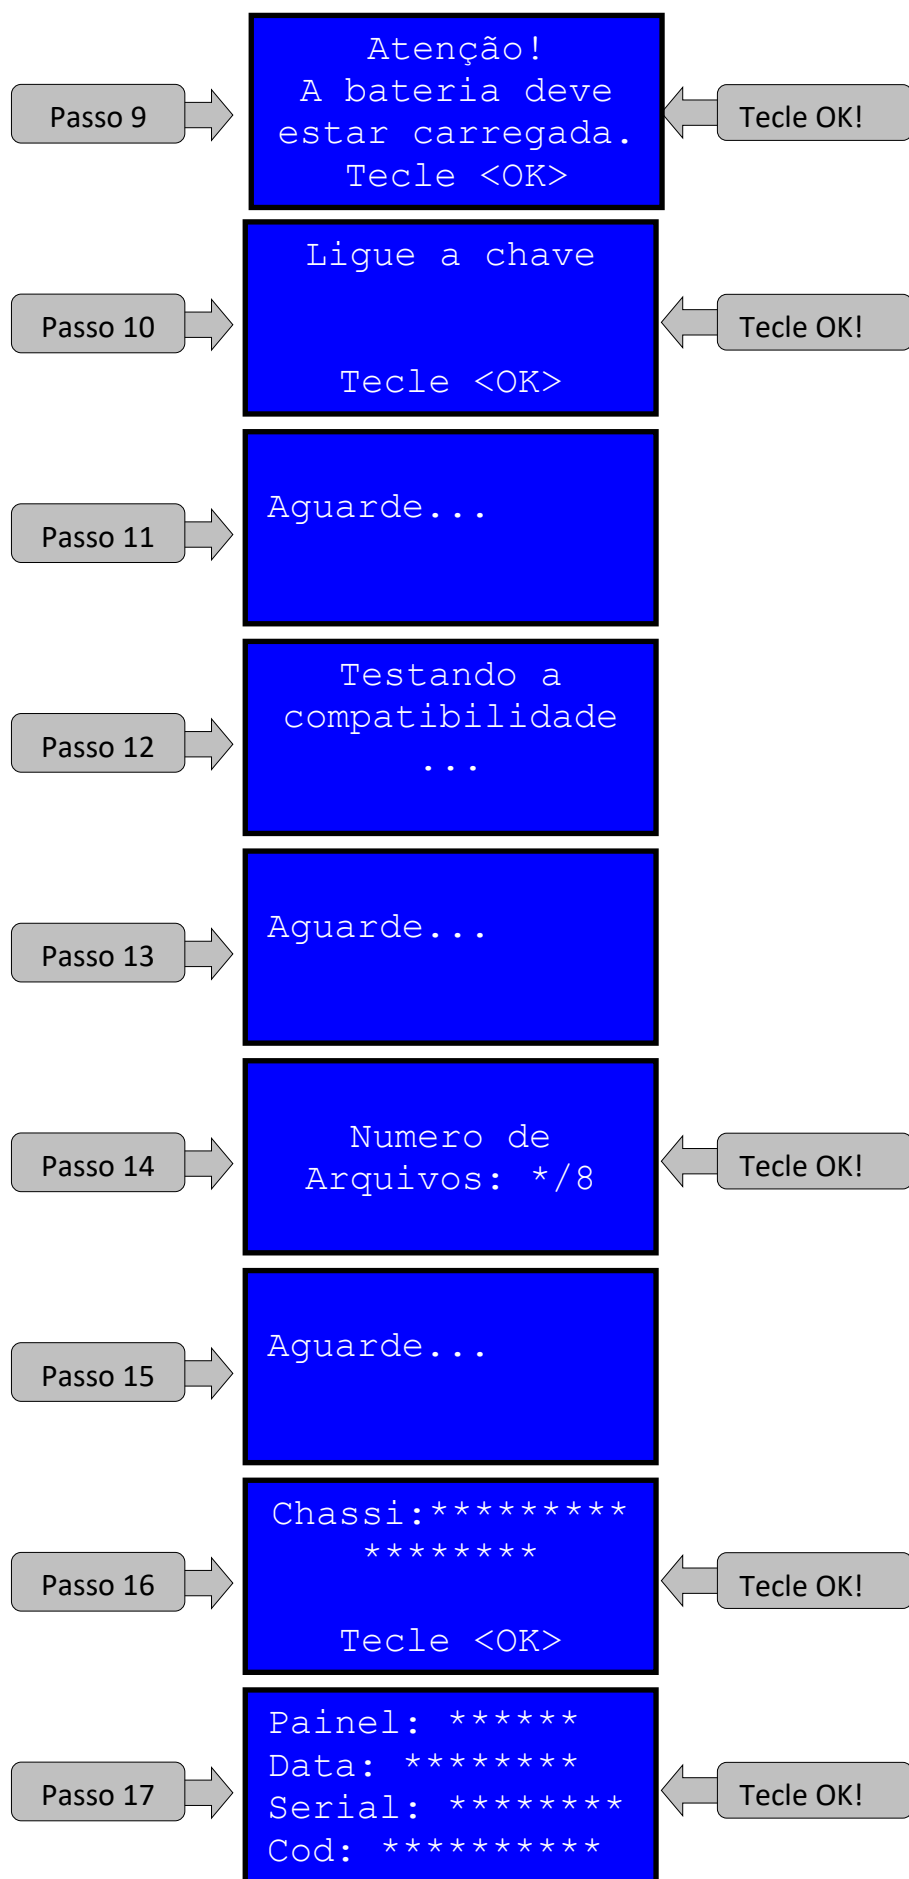 Passo 9
Atenção!
A bateria deve
estar carregada.
Tecle <OK>
Tecle OK!
Passo 10
Ligue a chave
Tecle <OK>
Tecle OK!
Passo 11
Aguarde...
Passo 12
Testando a
compatibilidade
...
Passo 13
Aguarde...
Passo 14
Numero de
Arquivos: */8
Tecle OK!
Passo 15
Aguarde...
Passo 16
Chassi:*********
********
Tecle <OK>
Tecle OK!
Passo 17
Painel: ******
Data: ********
Serial: ********
Cod: **********
Tecle OK!